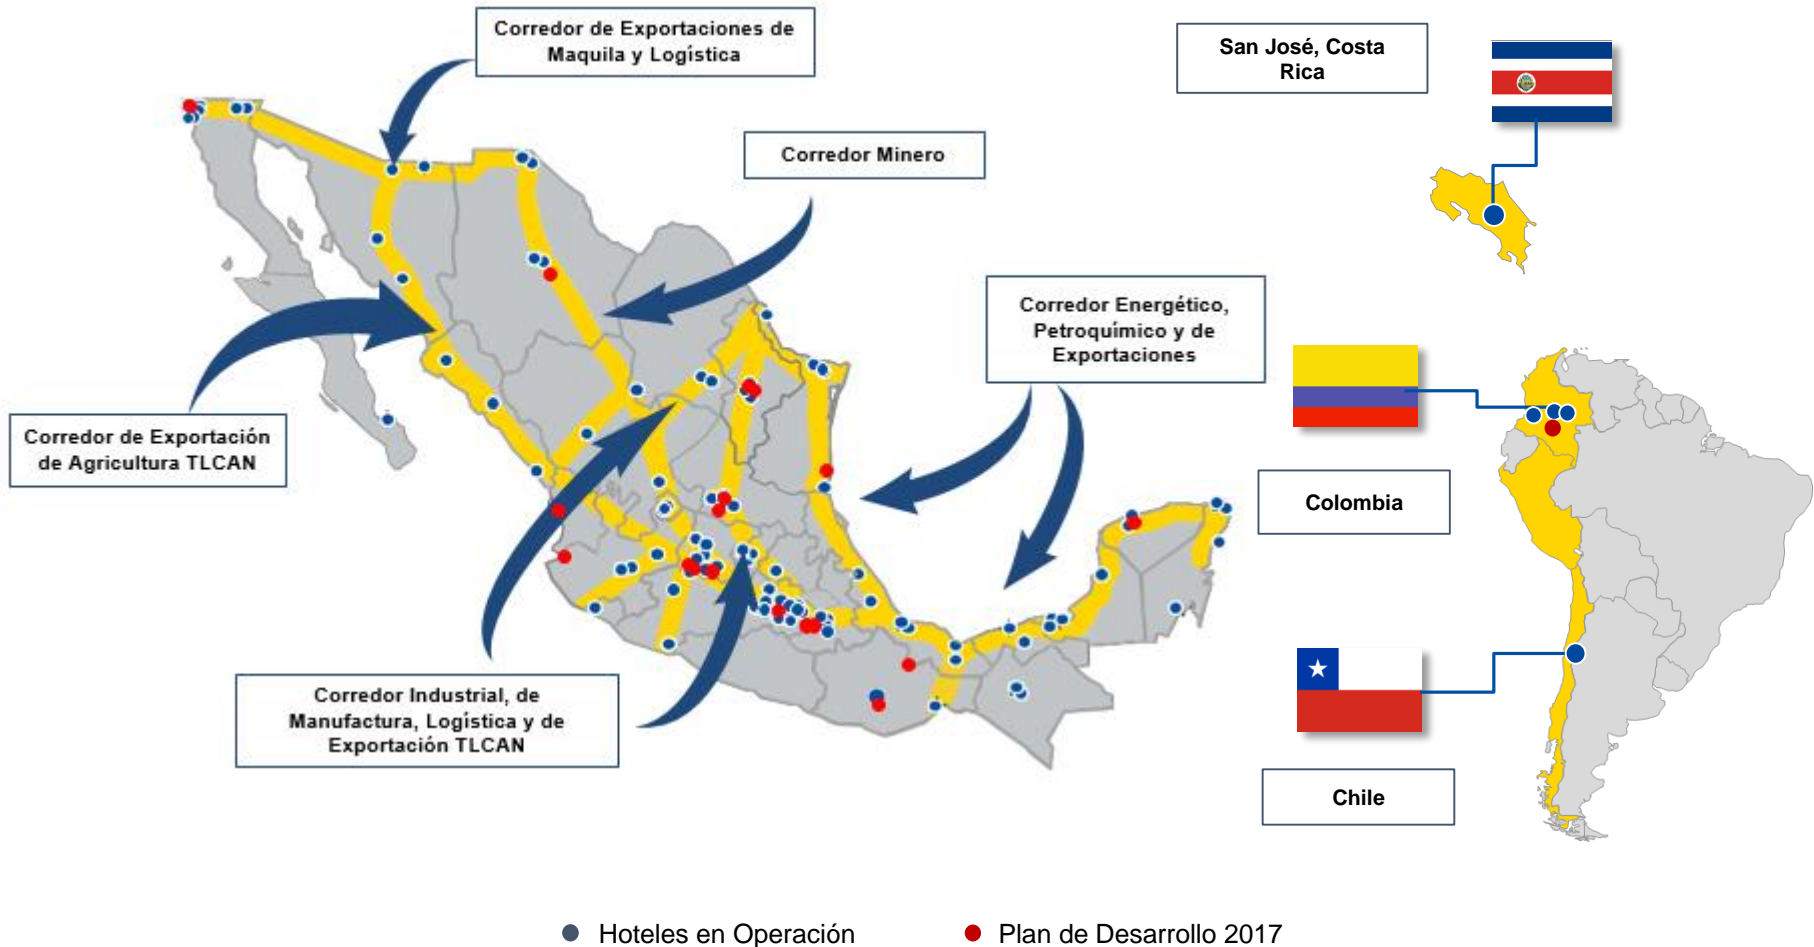 Corredor de Exportaciones de
Maquila y Logística
San José, Costa
Rica
Corredor Minero
Corredor Energético,
Petroquímico y de
Exportaciones
Corredor de Exportación
de Agricultura TLCAN
Colombia
Corredor Industrial, de
Manufactura, Logística y de
Exportación TLCAN
Chile
Hoteles en Operación
Plan de Desarrollo 2017